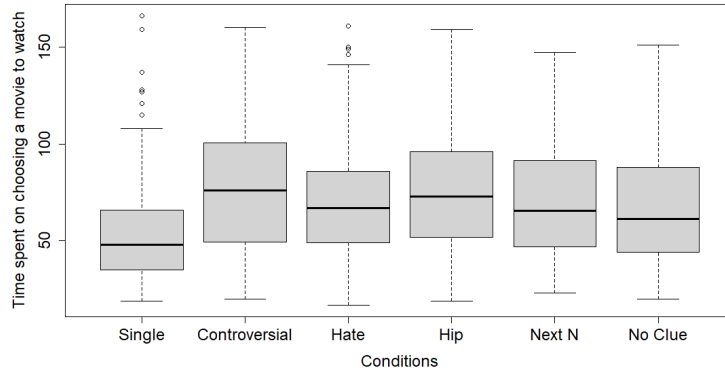 Time spent on choosing a movie to watch
150
100
50
Single Controversial Hate Hip Next N No Clue
Conditions